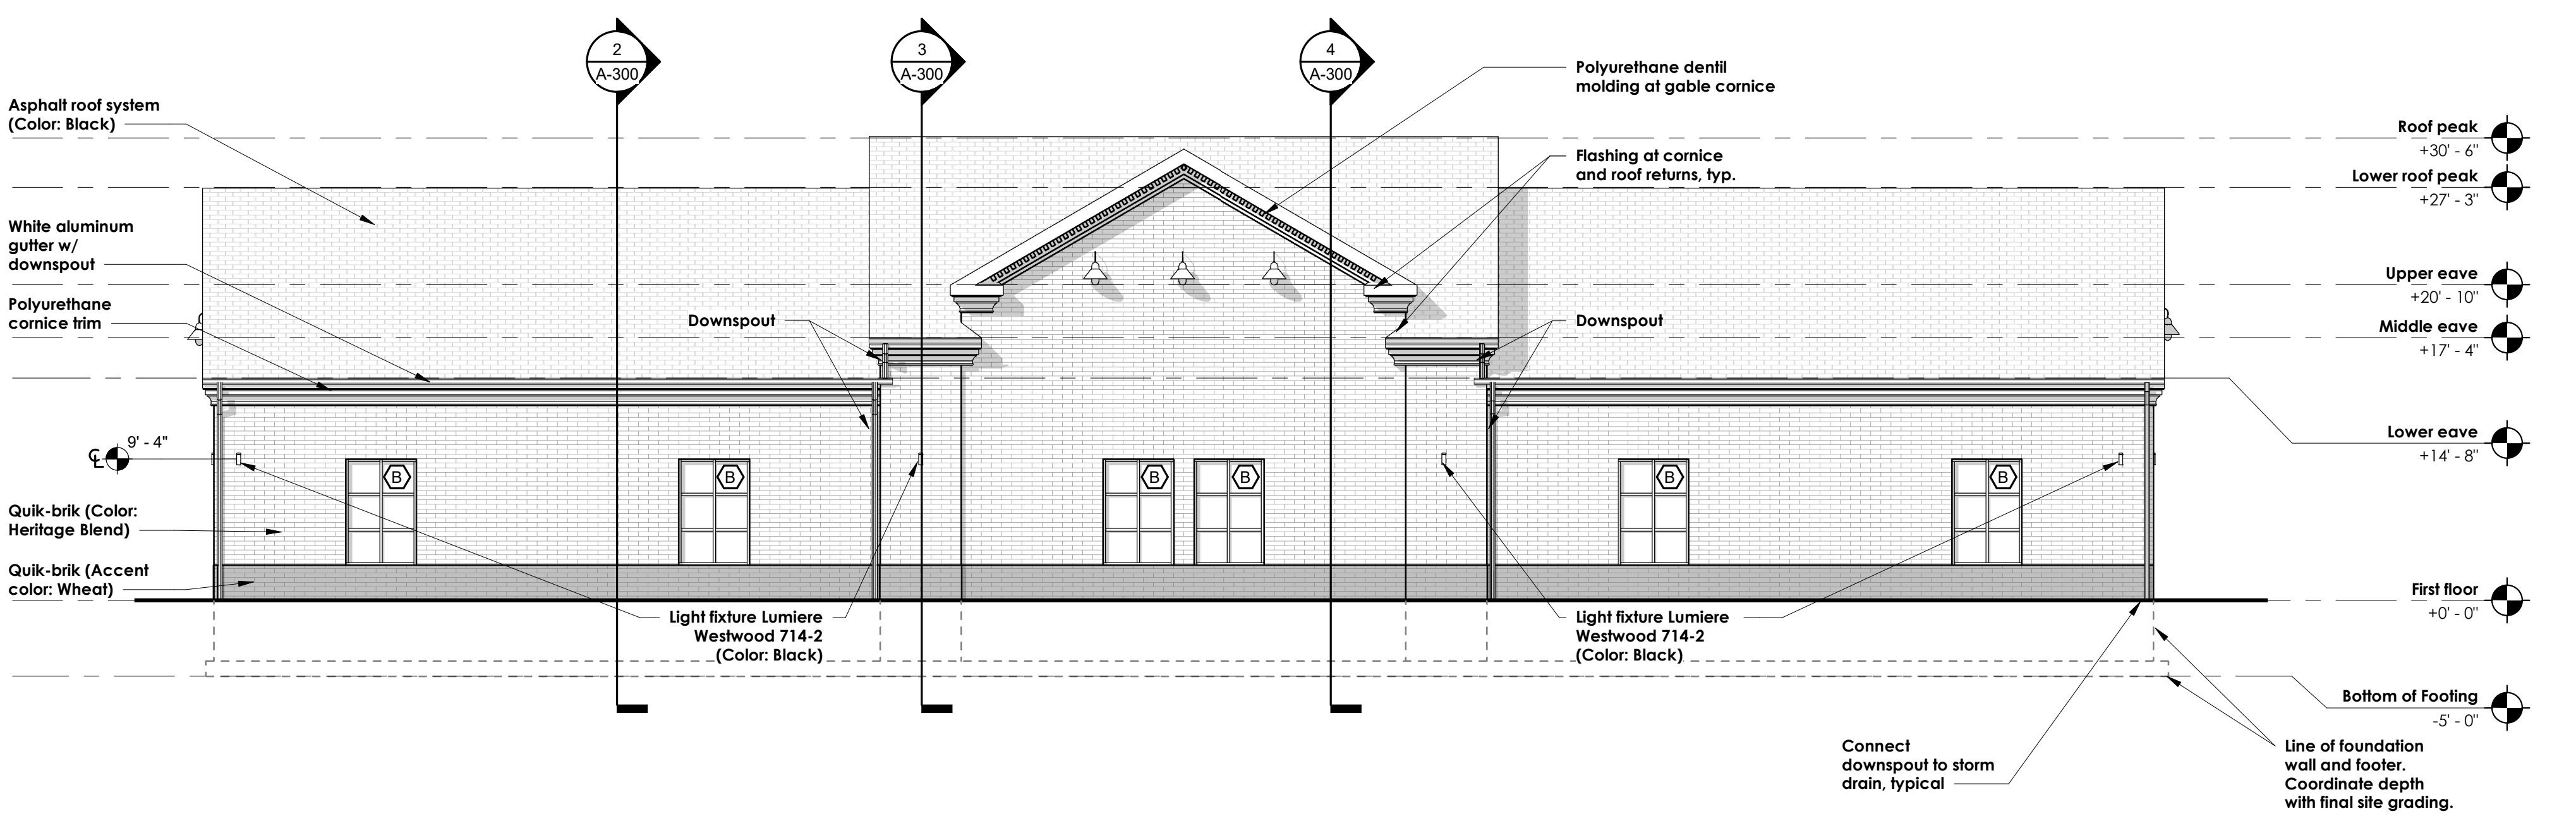 2
A-300
3
A-300
4
A-300
Polyurethane dentil
molding at gable cornice
Asphalt roof system
(Color: Black)
Roof peak
+30' - 6"
Flashing at cornice
and roof returns, typ.
Lower roof peak
+27' - 3"
White aluminum
gutter w/
downspout
Upper eave
+20' - 10"
Polyurethane
cornice trim
Downspout
Downspout
Middle eave
+17' - 4"
Lower eave
+14' - 8"
℄
9' - 4"
B
B
B
B
B
B
Quik-brik (Color:
Heritage Blend)
Quik-brik (Accent
color: Wheat)
First floor
+0' - 0"
Light fixture Lumiere
Westwood 714-2
(Color: Black)
Light fixture Lumiere
Westwood 714-2
(Color: Black)
Bottom of Footing
-5' - 0"
Connect
downspout to storm
drain, typical
Line of foundation
wall and footer.
Coordinate depth
with final site grading.